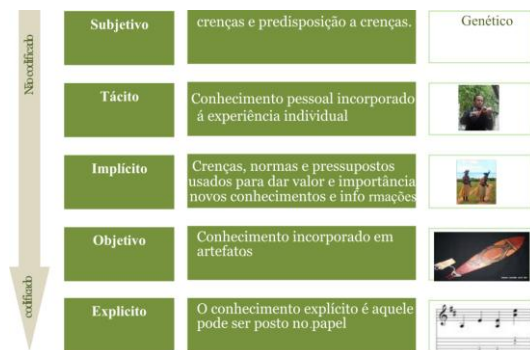 Não codificado
Subjetivo
crenças e predisposição a crenças.
Genético
Tácito
Conhecimento pessoal incorporado
á experiência individual
Implícito
Crenças, normas e pressupostos
usados para dar valor e importância
novos conhecimentos e info rmações
Objetivo
Conhecimento incorporado em
artefatos
codificado
Explícito
O conhecimento explícito é aquele
pode ser posto no papel